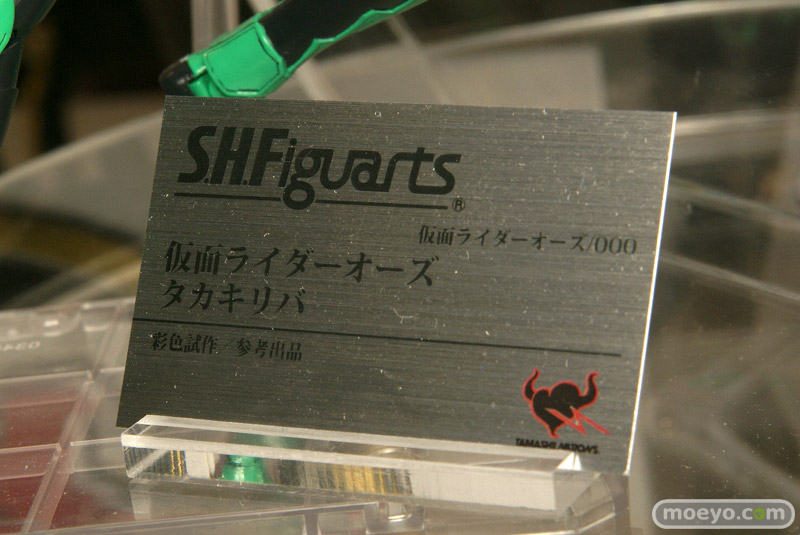 S.H.Figuarts®
仮面ライダーオーズ/OOO
仮面ライダーオーズ
タカキリバ
彩色試作/参考出品
TAMASHII NATIONS
moeyo.com